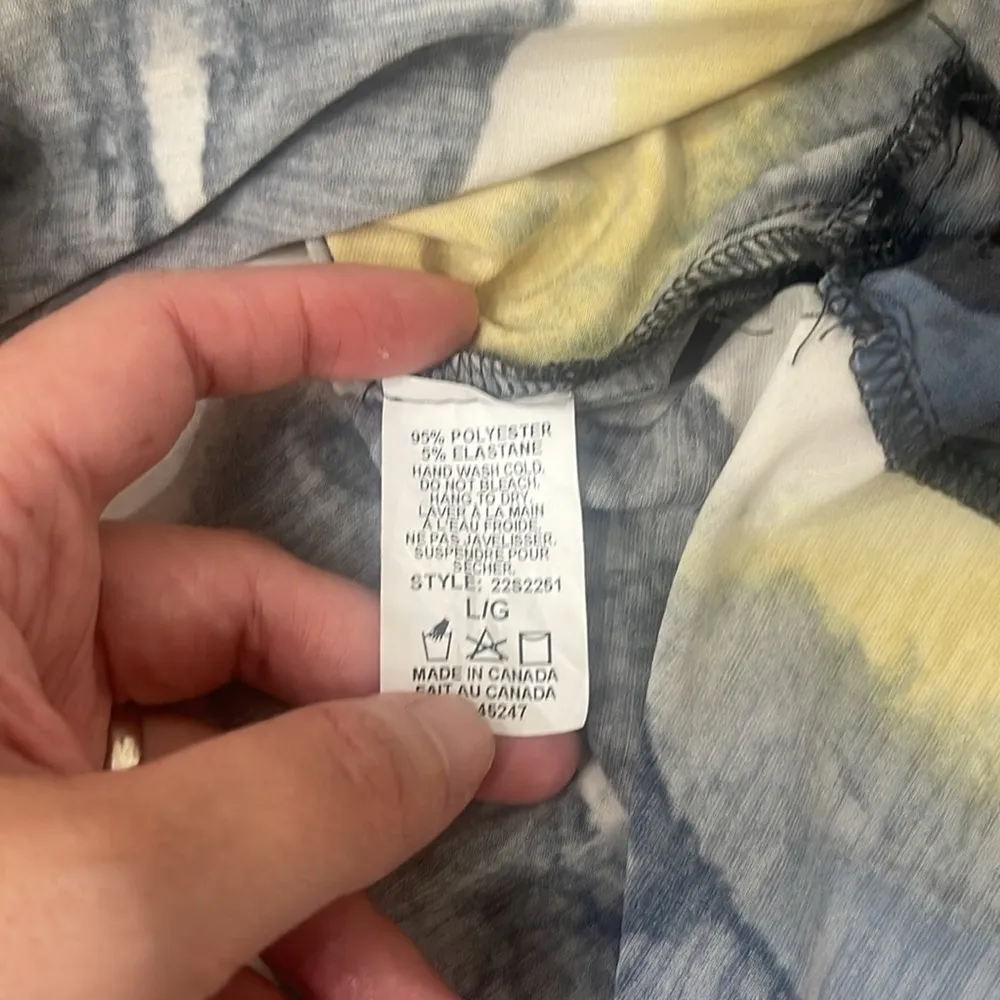 95% POLYESTER
5% ELASTANE
HAND WASH COLD.
DO NOT BLEACH.
HANG TO DRY.
LAVER A LA MAIN
A L'EAU FROIDE.
NE PAS JAVELISSER.
SUSPENDRE POUR
SECHER.
STYLE: 22S2251
L/G
MADE IN CANADA
FAIT AU CANADA
45247